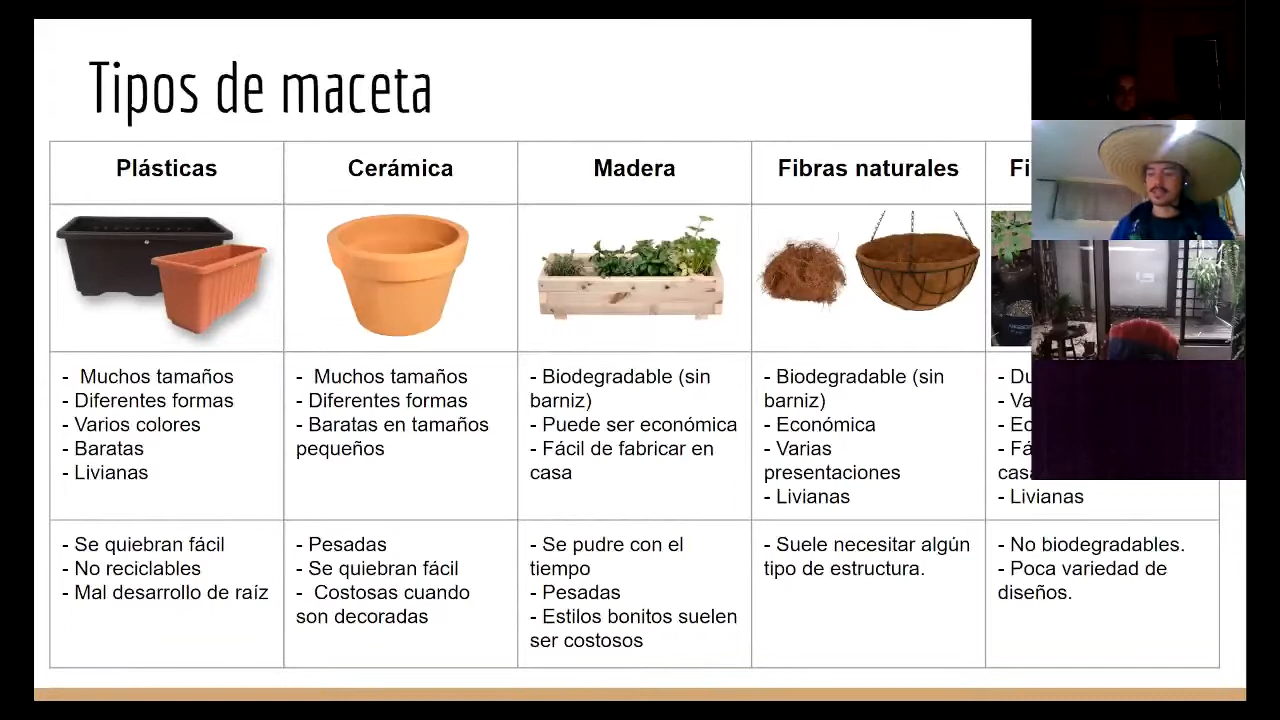 Tipos de maceta
Plásticas
Cerámica
Madera
Fibras naturales
- Muchos tamaños
- Diferentes formas
- Varios colores
- Baratas
- Livianas
- Muchos tamaños
- Diferentes formas
- Baratas en tamaños
pequeños
- Biodegradable (sin
barniz)
- Puede ser económica
- Fácil de fabricar en
casa
- Biodegradable (sin
barniz)
- Económica
- Varias
presentaciones
- Livianas
- Livianas
- Se quiebran fácil
- No reciclables
- Mal desarrollo de raíz
- Pesadas
- Se quiebran fácil
- Costosas cuando
son decoradas
- Se pudre con el
tiempo
- Pesadas
- Estilos bonitos suelen
ser costosos
- Suele necesitar algún
tipo de estructura.
- No biodegradables.
- Poca variedad de
diseños.